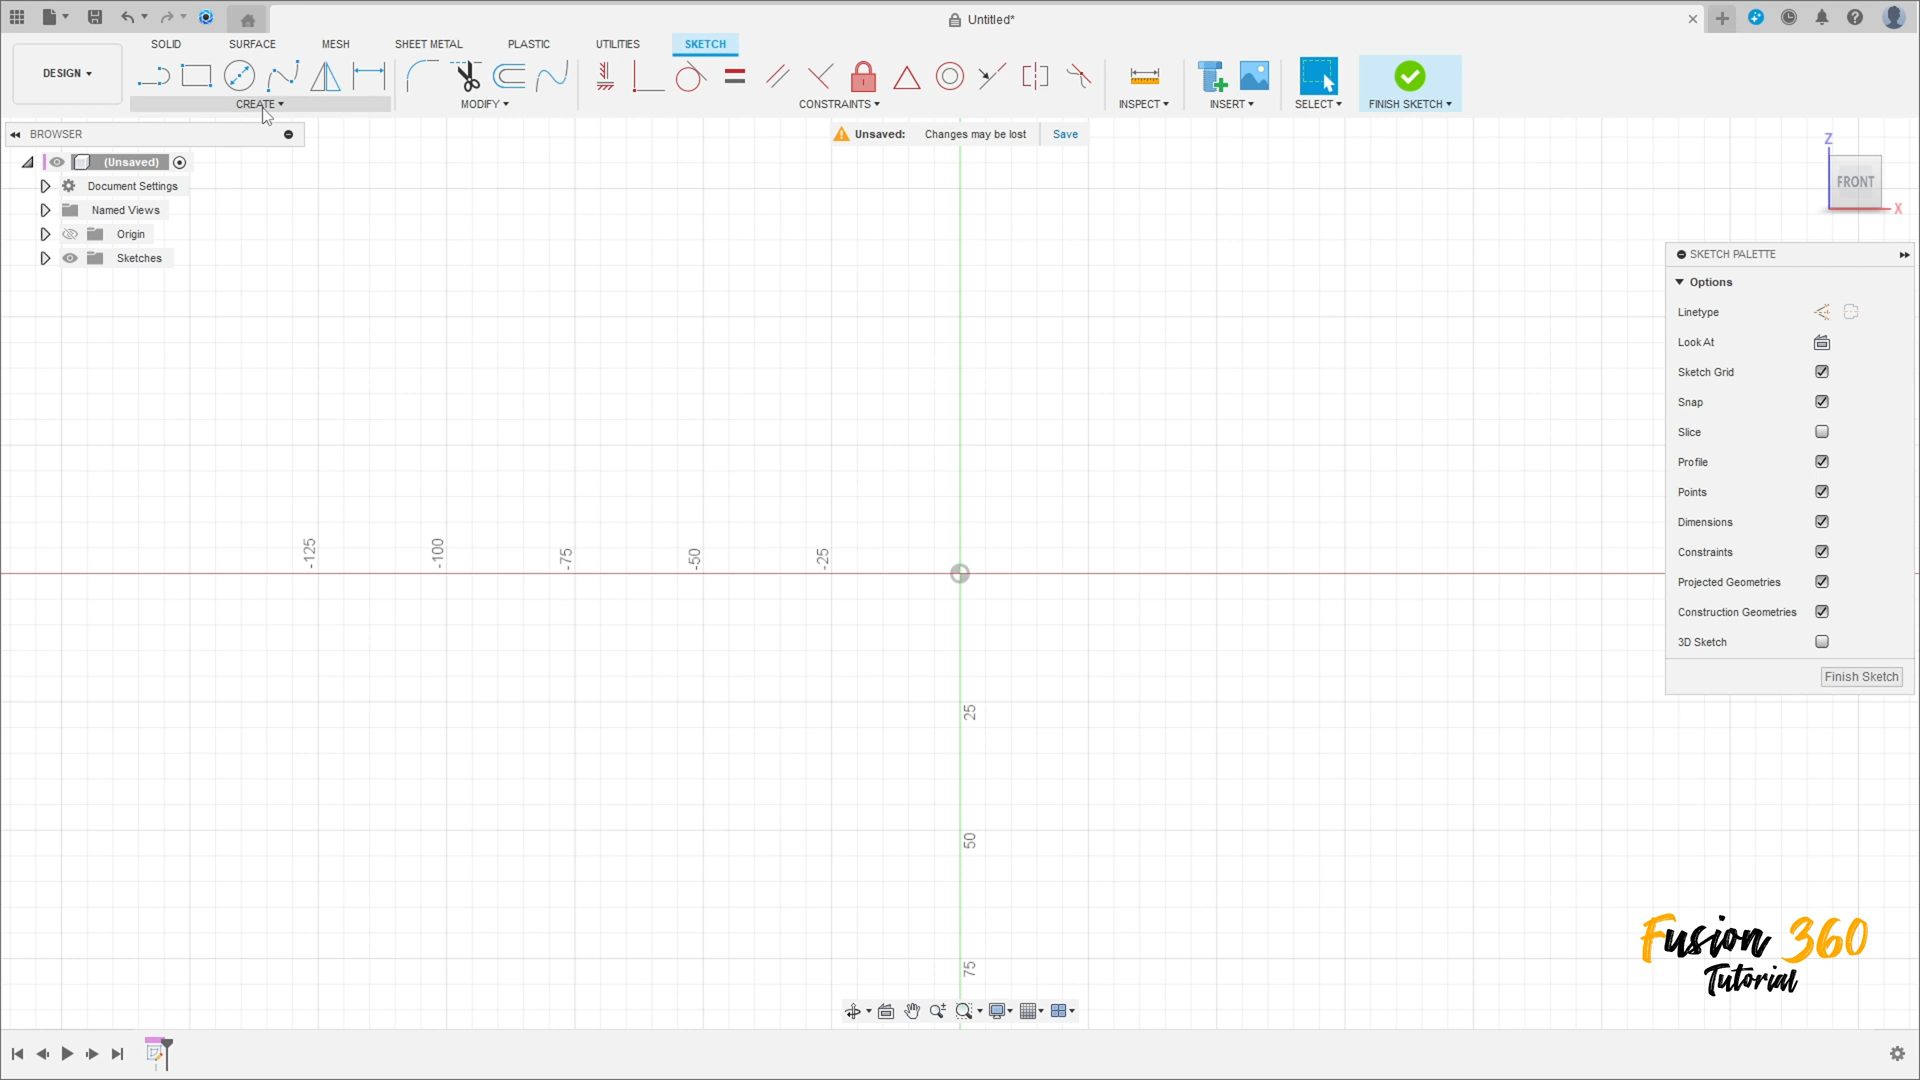 Untitled*
SOLID
SURFACE
MESH
SHEET METAL
PLASTIC
UTILITIES
SKETCH
DESIGN
CREATE
MODIFY
CONSTRAINTS
INSPECT
INSERT
SELECT
FINISH SKETCH
BROWSER
Unsaved: Changes may be lost Save
(Unsaved)
Document Settings
Named Views
Origin
Sketches
Z
FRONT
X
SKETCH PALETTE
Options
Linetype
Look At
Sketch Grid
Snap
Slice
Profile
Points
Dimensions
Constraints
Projected Geometries
Construction Geometries
3D Sketch
Finish Sketch
-125
-100
-75
-50
-25
25
50
75
Fusion 360
Tutorial